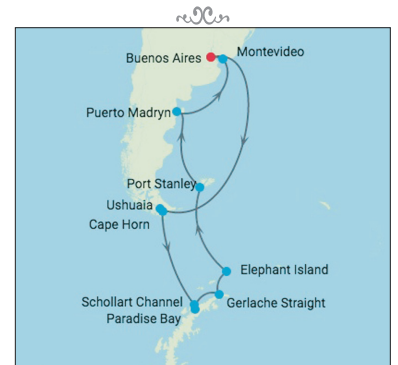 Montevideo
Buenos Aires
Puerto Madryn
Port Stanley
Ushuaia
Cape Horn
Elephant Island
Schollart Channel
Gerlache Straight
Paradise Bay